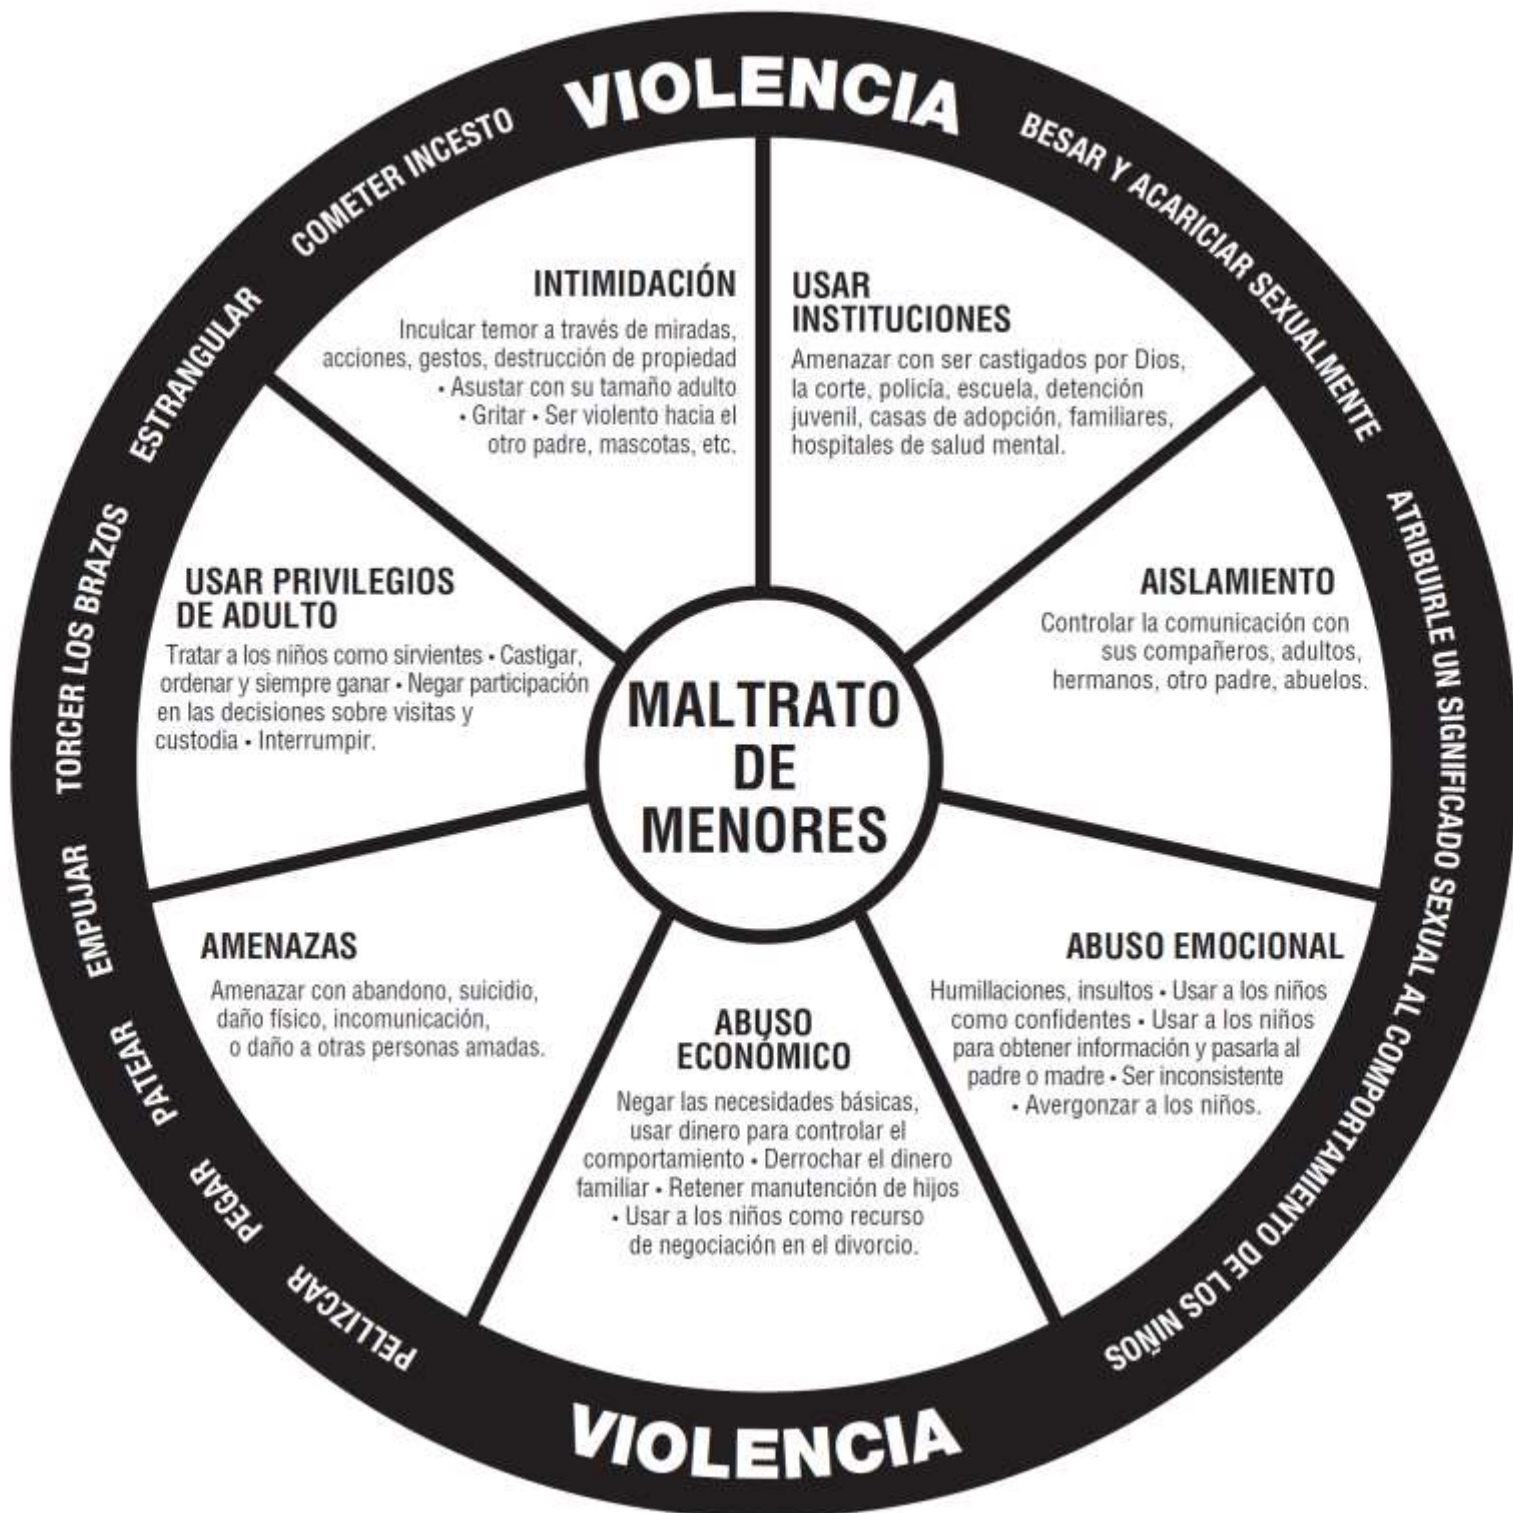 VIOLENCIA
BESAR Y ACARICIAR SEXUALMENTE
ATRIBUIRLE UN SIGNIFICADO SEXUAL AL COMPORTAMIENTO DE LOS NIÑOS
VIOLENCIA
PELLIZCAR
PEGAR
PATEAR
EMPUJAR
TORCER LOS BRAZOS
ESTRANGULAR
COMETER INCESTO
INTIMIDACIÓN
Inculcar temor a través de miradas,
acciones, gestos, destrucción de propiedad
• Asustar con su tamaño adulto
• Gritar • Ser violento hacia el
otro padre, mascotas, etc.
USAR
INSTITUCIONES
Amenazar con ser castigados por Dios,
la corte, policía, escuela, detención
juvenil, casas de adopción, familiares,
hospitales de salud mental.
USAR PRIVILEGIOS
DE ADULTO
Tratar a los niños como sirvientes • Castigar,
ordenar y siempre ganar • Negar participación
en las decisiones sobre visitas y
custodia • Interrumpir.
AISLAMIENTO
Controlar la comunicación con
sus compañeros, adultos,
hermanos, otro padre, abuelos.
MALTRATO
DE
MENORES
AMENAZAS
Amenazar con abandono, suicidio,
daño físico, incomunicación,
o daño a otras personas amadas.
ABUSO
ECONÓMICO
Negar las necesidades básicas,
usar dinero para controlar el
comportamiento • Derrochar el dinero
familiar • Retener manutención de hijos
• Usar a los niños como recurso
de negociación en el divorcio.
ABUSO EMOCIONAL
Humillaciones, insultos • Usar a los niños
como confidentes • Usar a los niños
para obtener información y pasarla al
padre o madre • Ser inconsistente
• Avergonzar a los niños.